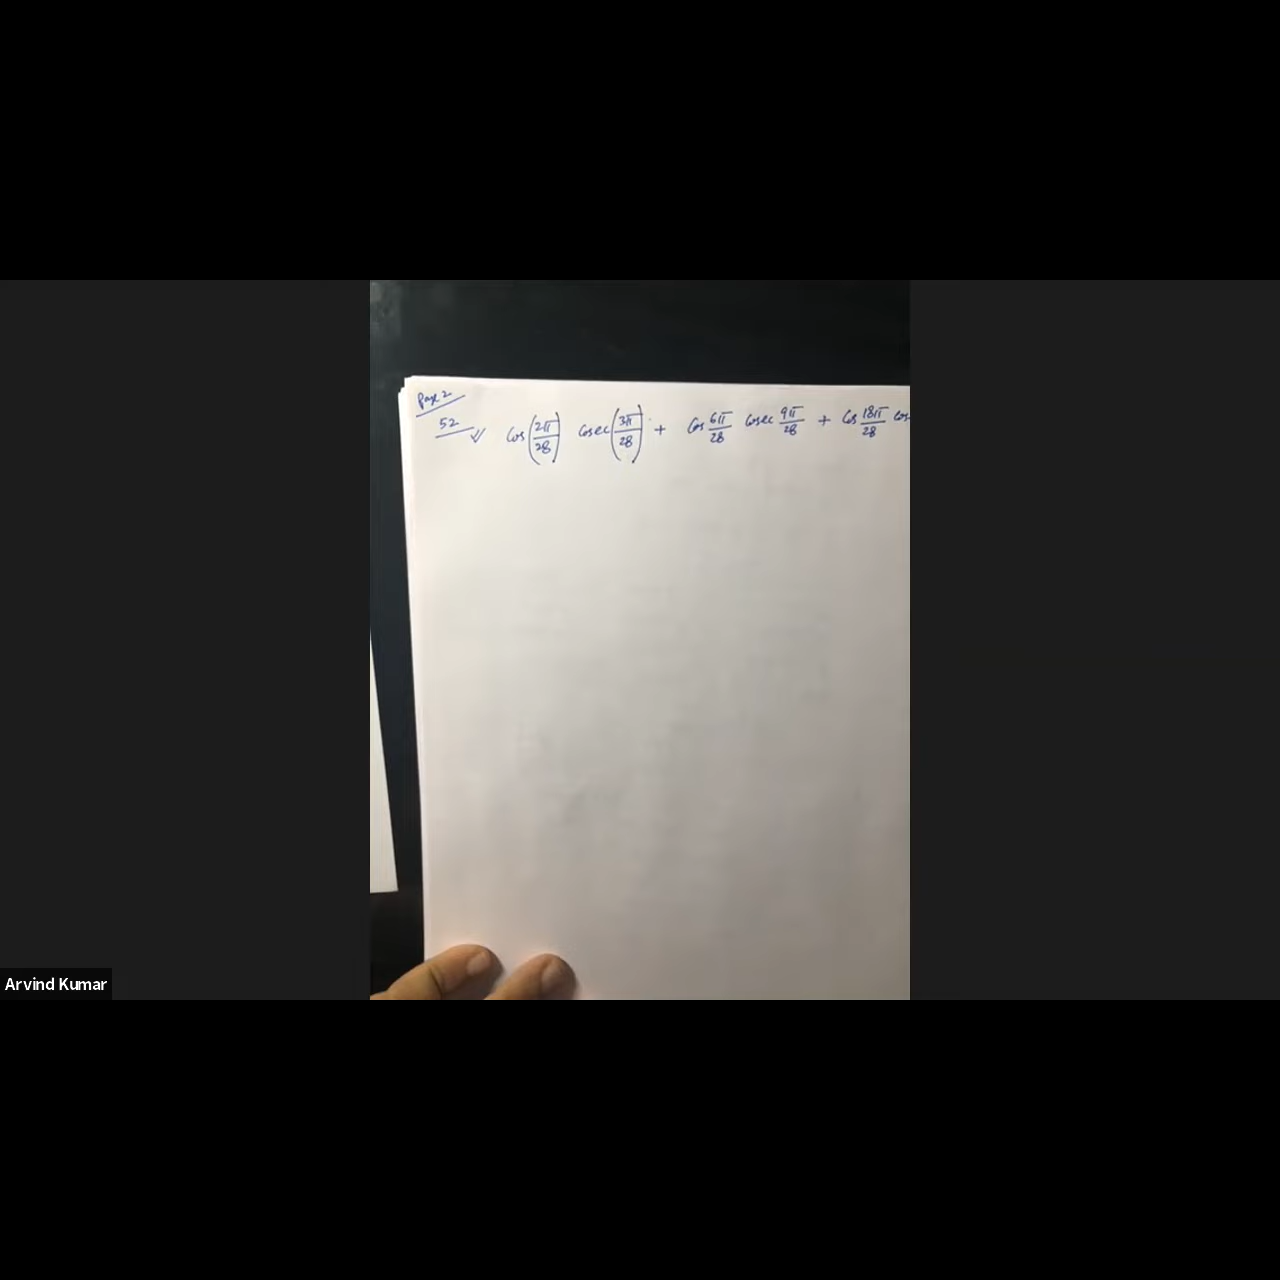 Page 2
52 cos(2π/28) cosec(3π/28) + cos 6π/28 cosec 9π/28 + cos 18π/28 cos
Arvind Kumar